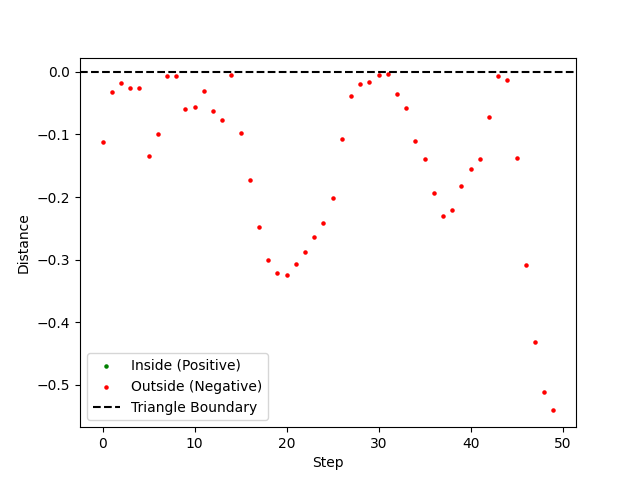 0.0
−0.1
−0.2
−0.3
−0.4
−0.5
Distance
Inside (Positive)
Outside (Negative)
Triangle Boundary
0 10 20 30 40 50
Step